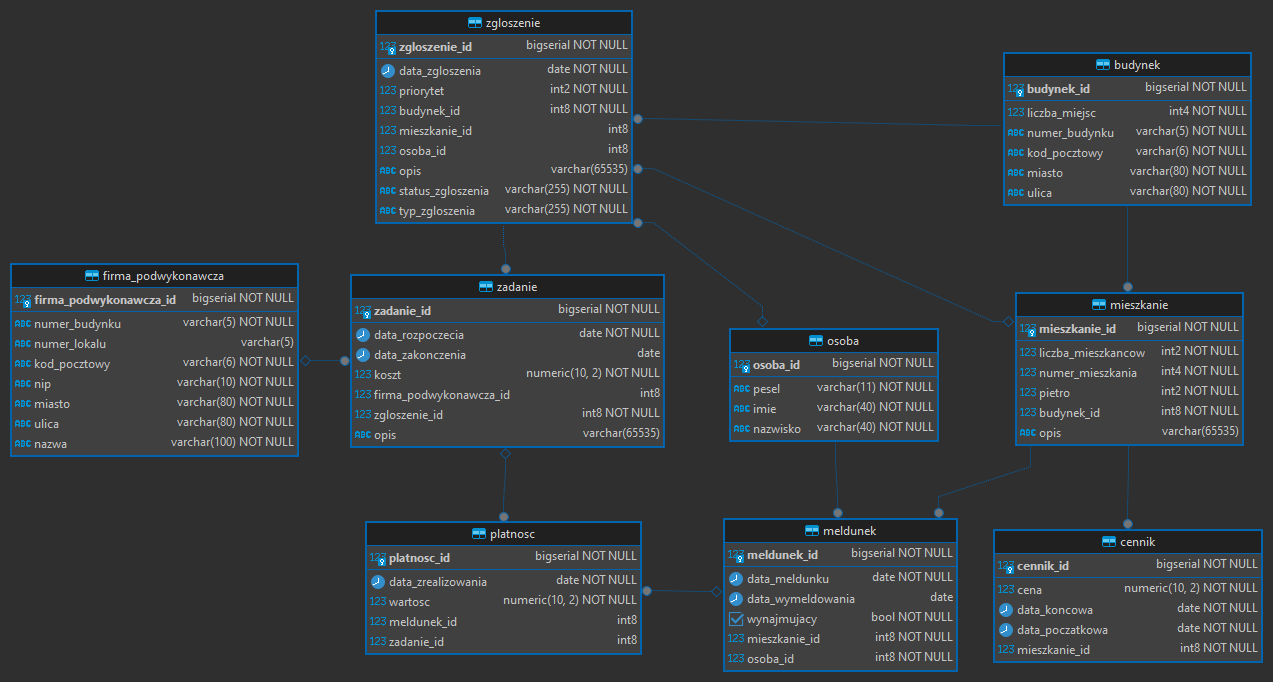 zgloszenie
123 zgloszenie_id bigserial NOT NULL
data_zgloszenia date NOT NULL
123 priorytet int2 NOT NULL
123 budynek_id int8 NOT NULL
123 mieszkanie_id int8
123 osoba_id int8
ABC opis varchar(65535)
ABC status_zgloszenia varchar(255) NOT NULL
ABC typ_zgloszenia varchar(255) NOT NULL
budynek
123 budynek_id bigserial NOT NULL
123 liczba_miejsc int4 NOT NULL
ABC numer_budynku varchar(5) NOT NULL
ABC kod_pocztowy varchar(6) NOT NULL
ABC miasto varchar(80) NOT NULL
ABC ulica varchar(80) NOT NULL
firma_podwykonawcza
123 firma_podwykonawcza_id bigserial NOT NULL
ABC numer_budynku varchar(5) NOT NULL
ABC numer_lokalu varchar(5)
ABC kod_pocztowy varchar(6) NOT NULL
ABC nip varchar(10) NOT NULL
ABC miasto varchar(80) NOT NULL
ABC ulica varchar(80) NOT NULL
ABC nazwa varchar(100) NOT NULL
zadanie
123 zadanie_id bigserial NOT NULL
data_rozpoczecia date NOT NULL
data_zakonczenia date
123 koszt numeric(10, 2) NOT NULL
123 firma_podwykonawcza_id int8
123 zgloszenie_id int8 NOT NULL
ABC opis varchar(65535)
osoba
123 osoba_id bigserial NOT NULL
ABC pesel varchar(11) NOT NULL
ABC imie varchar(40) NOT NULL
ABC nazwisko varchar(40) NOT NULL
mieszkanie
123 mieszkanie_id bigserial NOT NULL
123 liczba_mieszkancow int2 NOT NULL
123 numer_mieszkania int4 NOT NULL
123 pietro int2 NOT NULL
123 budynek_id int8 NOT NULL
ABC opis varchar(65535)
platnosc
123 platnosc_id bigserial NOT NULL
data_zrealizowania date NOT NULL
123 wartosc numeric(10, 2) NOT NULL
123 meldunek_id int8
123 zadanie_id int8
meldunek
123 meldunek_id bigserial NOT NULL
data_meldunku date NOT NULL
data_wymeldowania date
wynajmujacy bool NOT NULL
123 mieszkanie_id int8 NOT NULL
123 osoba_id int8 NOT NULL
cennik
123 cennik_id bigserial NOT NULL
123 cena numeric(10, 2) NOT NULL
data_koncowa date NOT NULL
data_poczatkowa date NOT NULL
123 mieszkanie_id int8 NOT NULL